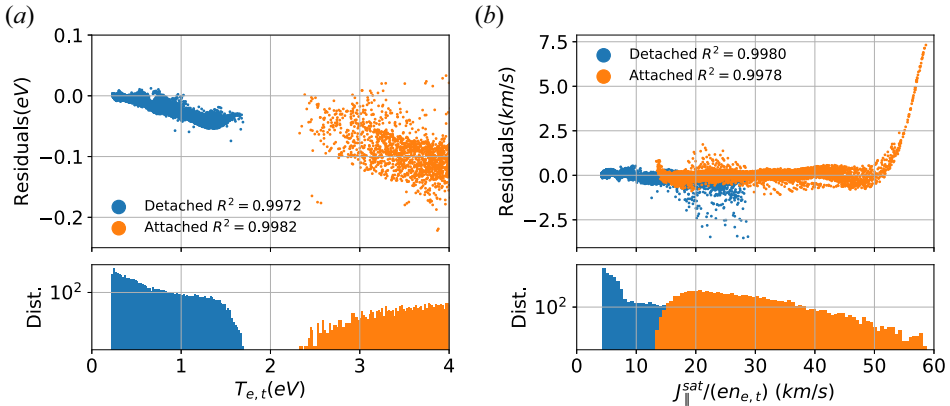 (a)
0.1
0.0
−0.1
−0.2
Residuals(eV)
Detached R² = 0.9972
Attached R² = 0.9982
10²
Dist.
0 1 2 3 4
T_{e,t}(eV)
(b)
7.5
5.0
2.5
0.0
−2.5
Residuals(km/s)
Detached R² = 0.9980
Attached R² = 0.9978
10²
Dist.
0 10 20 30 40 50 60
J_∥^{sat}/(en_{e,t}) (km/s)